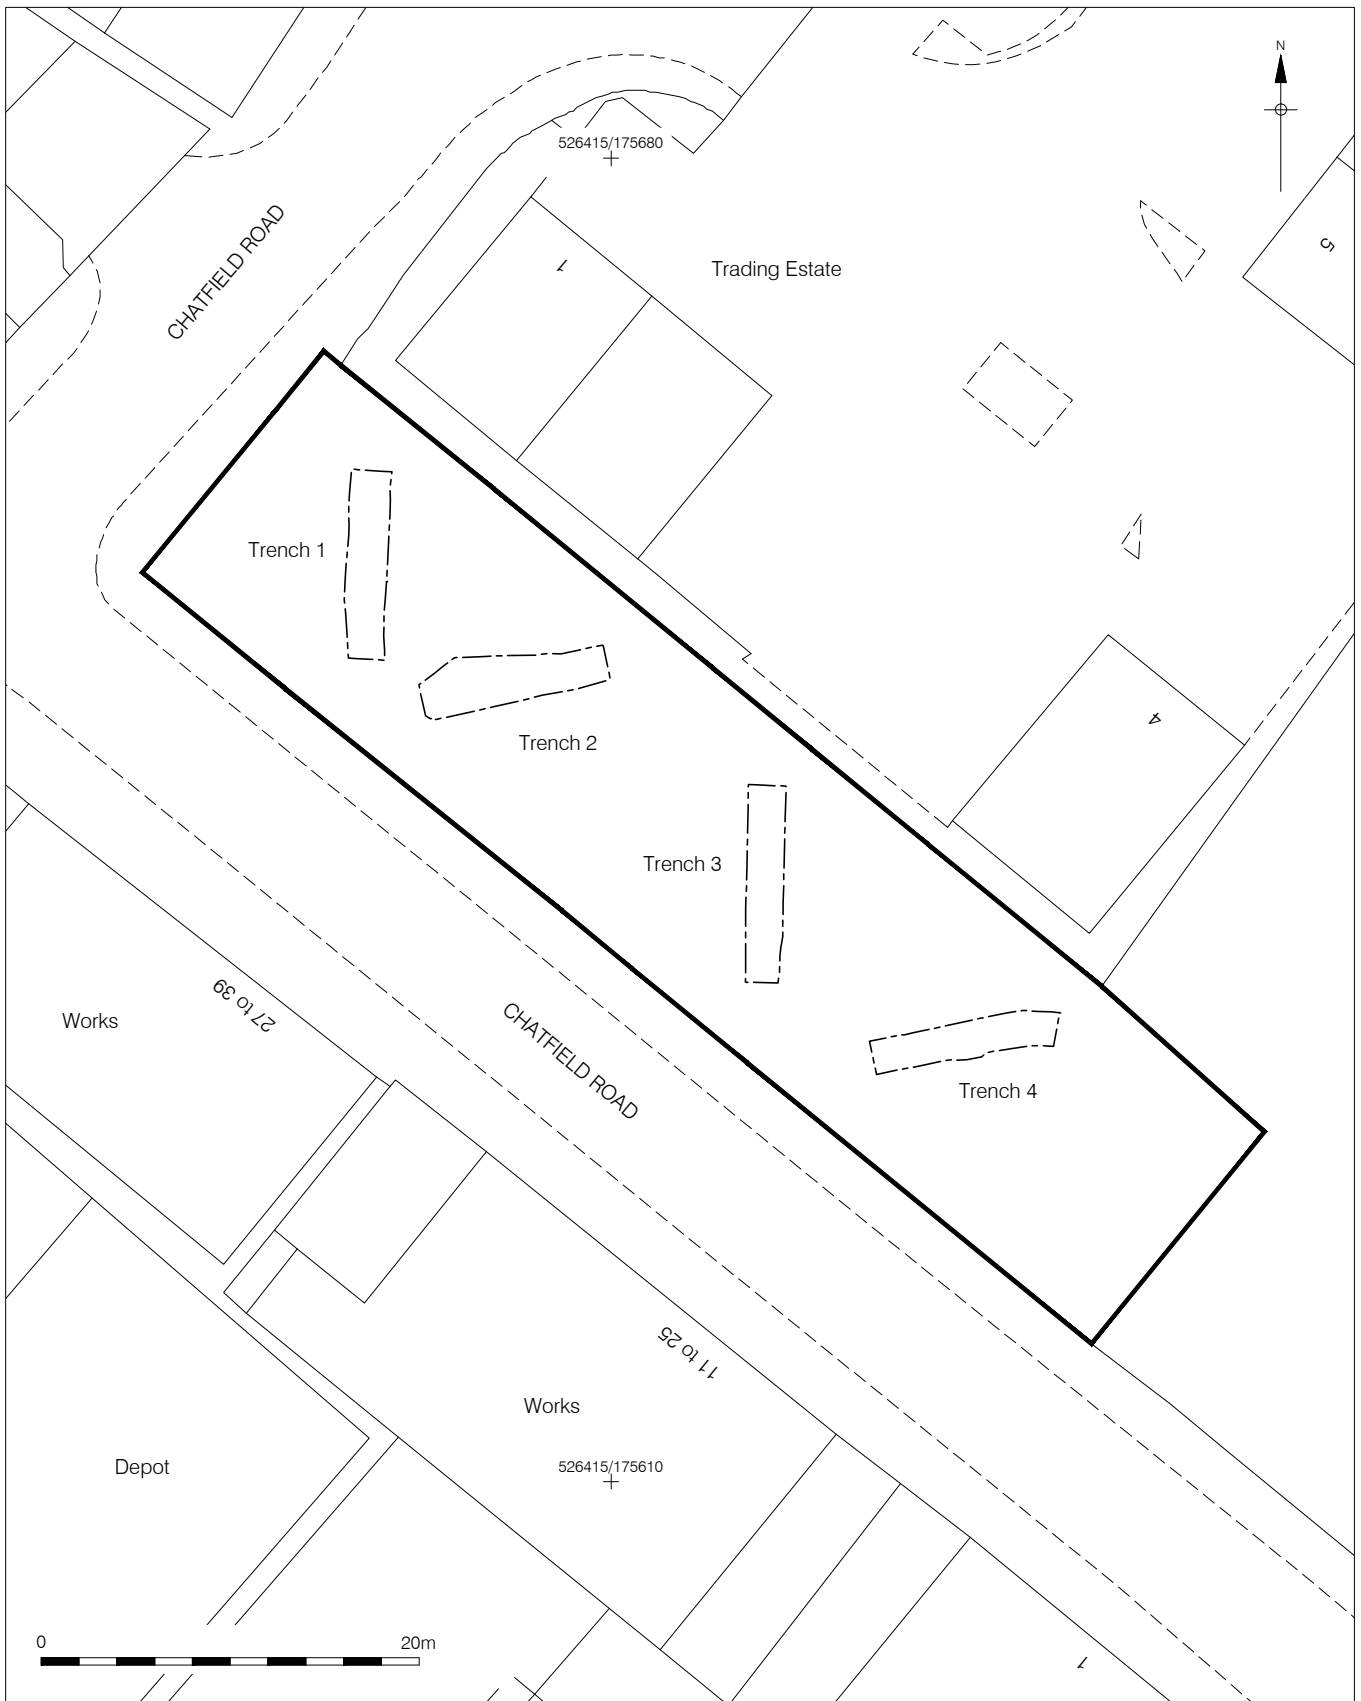 N
526415/175680
CHATFIELD ROAD
1
Trading Estate
5
Trench 1
Trench 2
4
Trench 3
27 to 39
Works
CHATFIELD ROAD
Trench 4
11 to 25
Works
Depot
526415/175610
0 20m
1